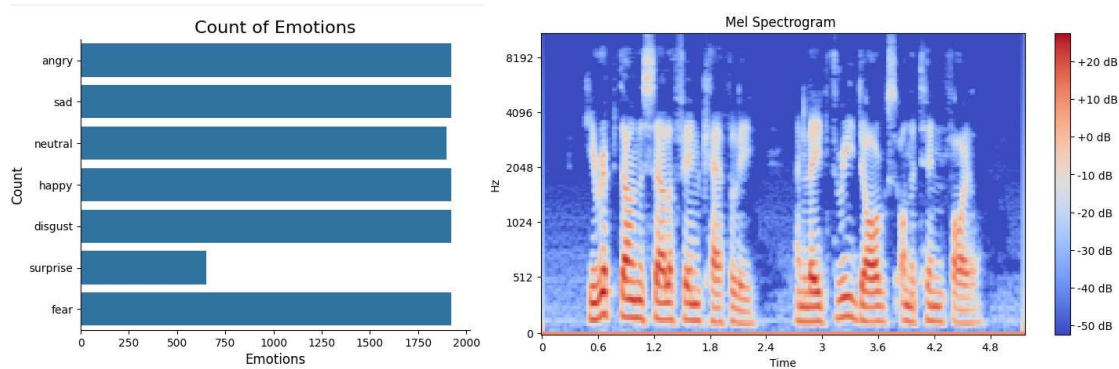 Count of Emotions
Count
angry
sad
neutral
happy
disgust
surprise
fear
0 250 500 750 1000 1250 1500 1750 2000
Emotions
Mel Spectrogram
Hz
8192
4096
2048
1024
512
0
0 0.6 1.2 1.8 2.4 3 3.6 4.2 4.8
Time
+20 dB
+10 dB
+0 dB
-10 dB
-20 dB
-30 dB
-40 dB
-50 dB